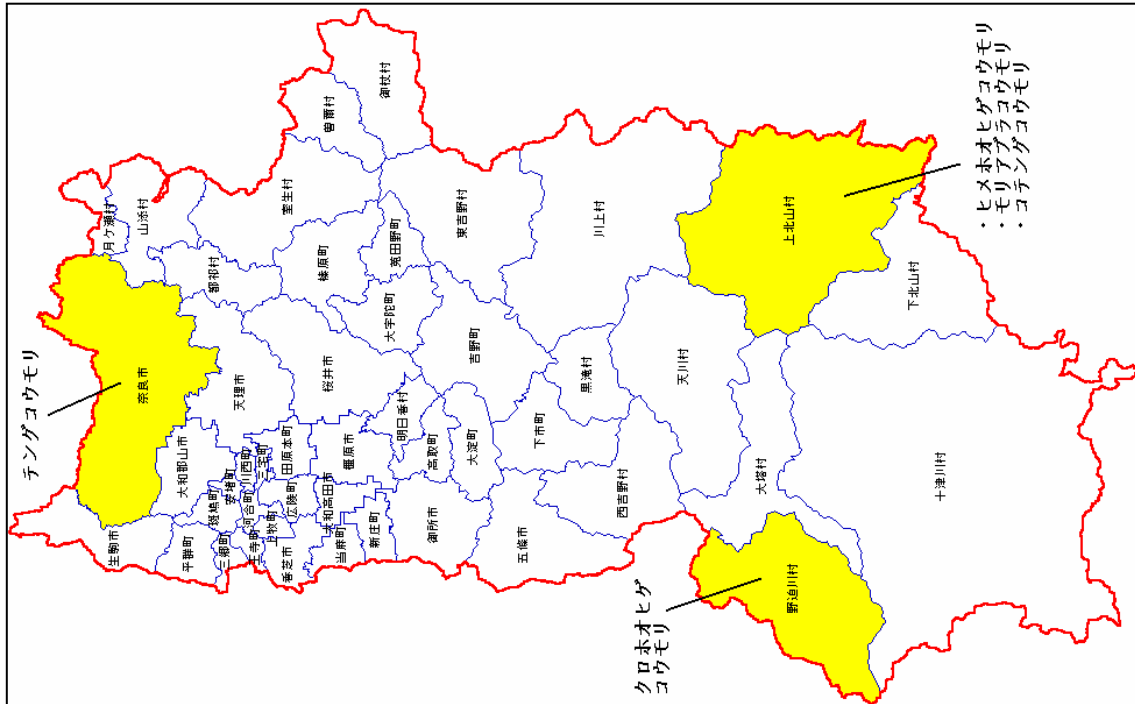 テングコウモリ
奈良市
月ケ瀬村
山添村
都祁村
生駒市
大和郡山市
天理市
平群町
斑鳩町
安堵町
川西町
三宅町
三郷町
王寺町
河合町
上牧町
広陵町
田原本町
香芝市
大和高田市
橿原市
桜井市
榛原町
室生村
曽爾村
御杖村
当麻町
新庄町
御所市
高取町
明日香村
大宇陀町
菟田野町
東吉野村
吉野町
大淀町
下市町
五條市
西吉野村
黒滝村
川上村
天川村
大塔村
上北山村
下北山村
十津川村
野迫川村
クロホオヒゲ
コウモリ
・ヒメホオヒゲコウモリ
・モリアブラコウモリ
・コテングコウモリ